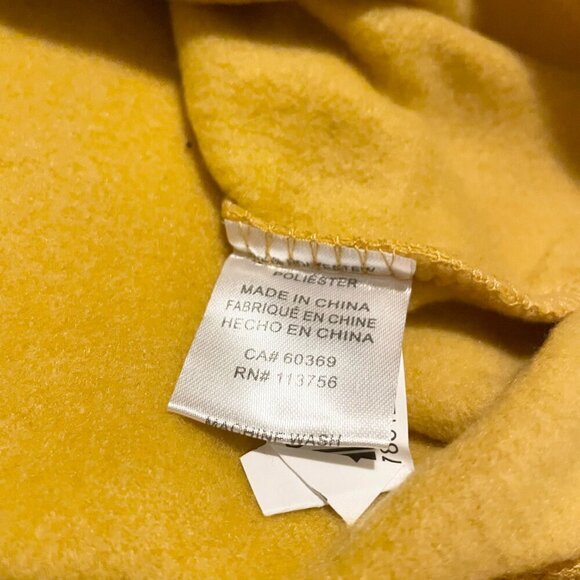 POLIÉSTER
MADE IN CHINA
FABRIQUÉ EN CHINE
HECHO EN CHINA
CA# 60369
RN# 113756
MACHINE WASH